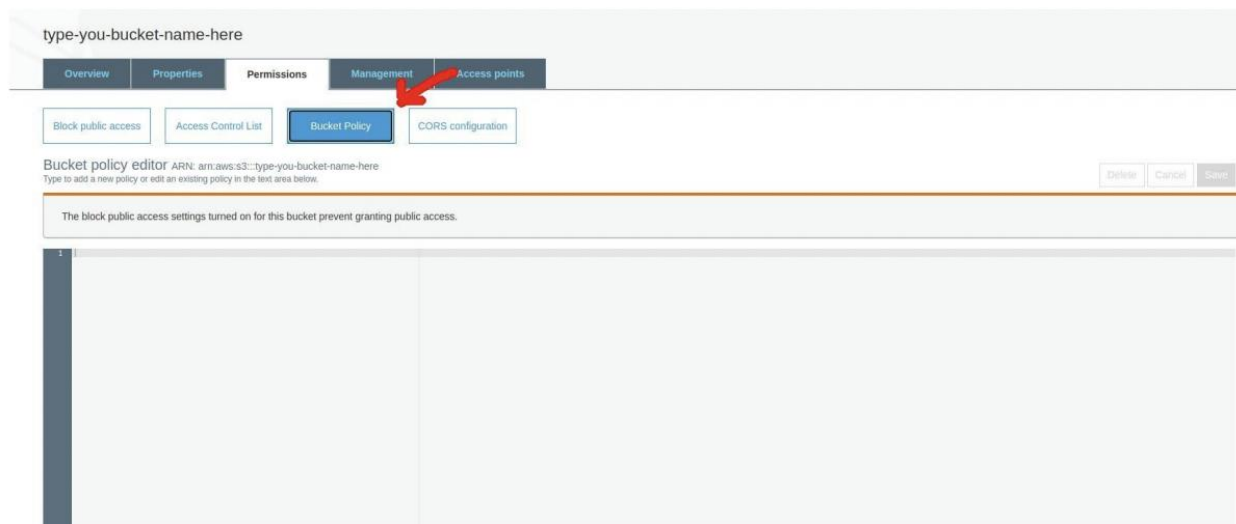 type-you-bucket-name-here
Overview Properties Permissions Management Access points
Block public access Access Control List Bucket Policy CORS configuration
Bucket policy editor ARN: arn:aws:s3:::type-you-bucket-name-here
Type to add a new policy or edit an existing policy in the text area below.
Delete Cancel Save
The block public access settings turned on for this bucket prevent granting public access.
1